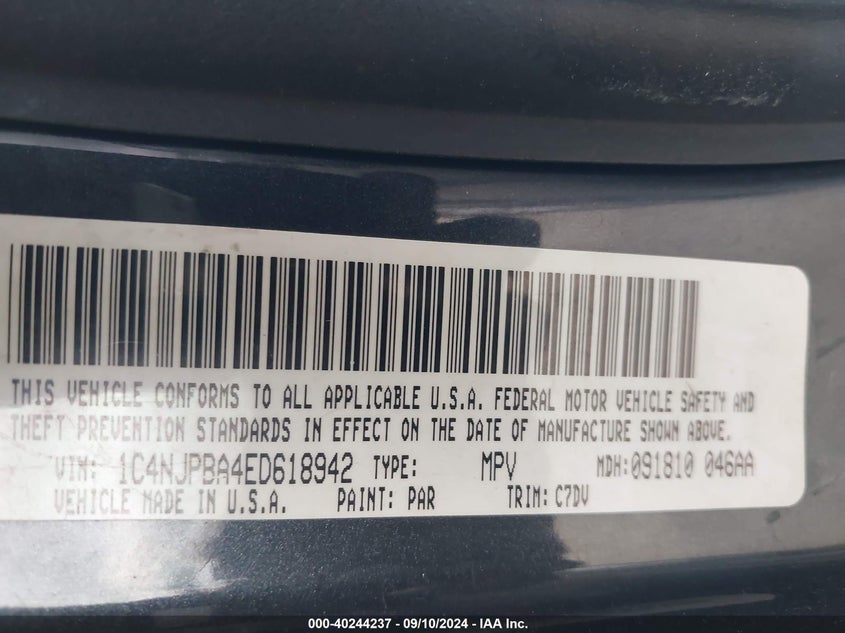 THIS VEHICLE CONFORMS TO ALL APPLICABLE U.S.A. FEDERAL MOTOR VEHICLE SAFETY AND
THEFT PREVENTION STANDARDS IN EFFECT ON THE DATE OF MANUFACTURE SHOWN ABOVE.
VIN: 1C4NJPBA4ED618942 TYPE: MPV MDH:091810 046AA
VEHICLE MADE IN U.S.A. PAINT: PAR TRIM: C7DV
000-40244237 - 09/10/2024 - IAA Inc.